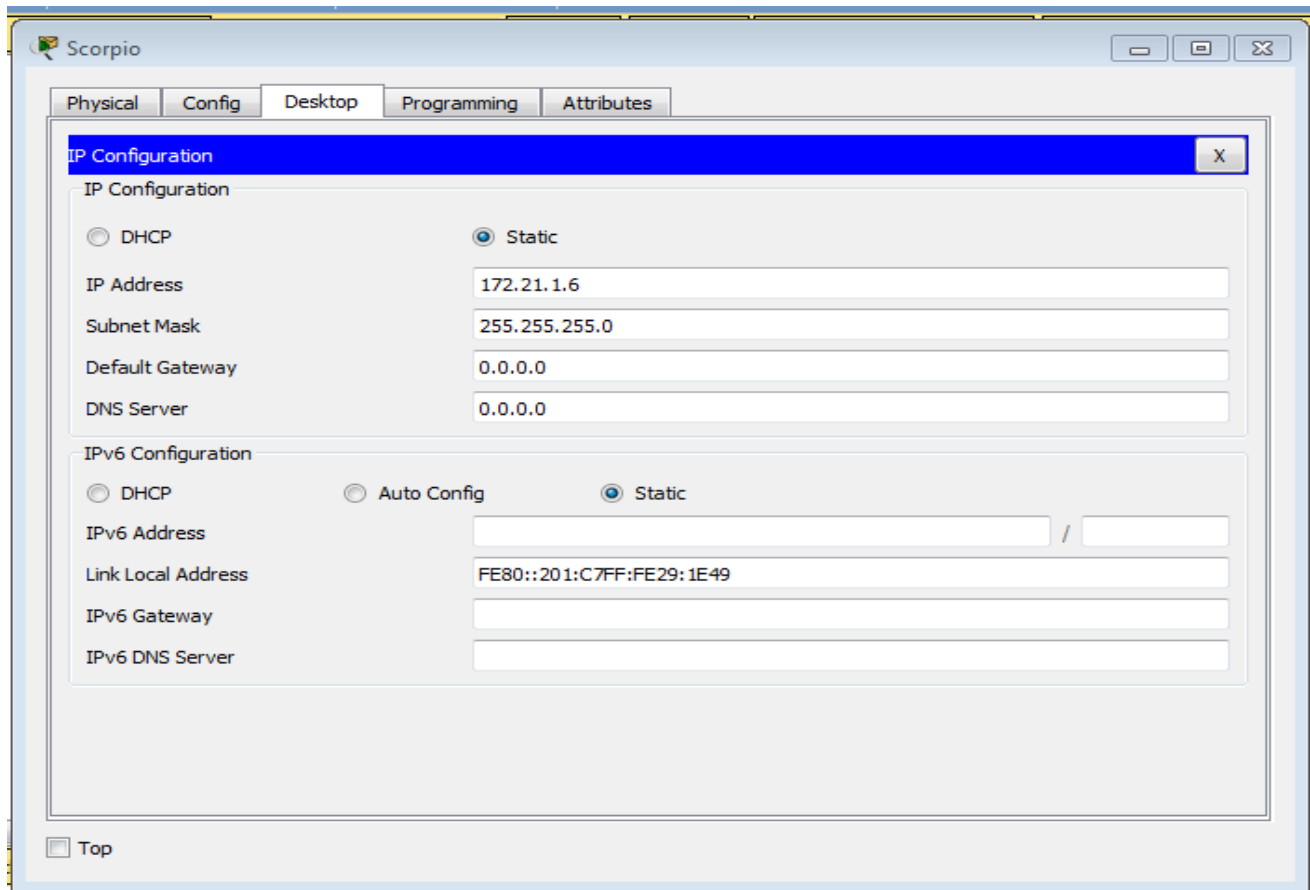 Scorpio
Physical Config Desktop Programming Attributes
IP Configuration X
IP Configuration
DHCP Static
IP Address 172.21.1.6
Subnet Mask 255.255.255.0
Default Gateway 0.0.0.0
DNS Server 0.0.0.0
IPv6 Configuration
DHCP Auto Config Static
IPv6 Address /
Link Local Address FE80::201:C7FF:FE29:1E49
IPv6 Gateway
IPv6 DNS Server
Top